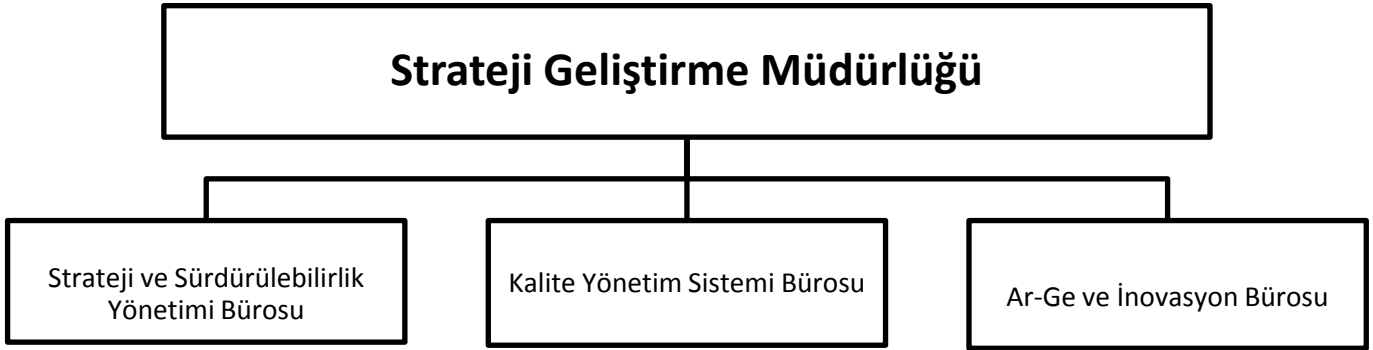 Strateji Geliştirme Müdürlüğü
Strateji ve Sürdürülebilirlik
Yönetimi Bürosu
Kalite Yönetim Sistemi Bürosu
Ar-Ge ve İnovasyon Bürosu